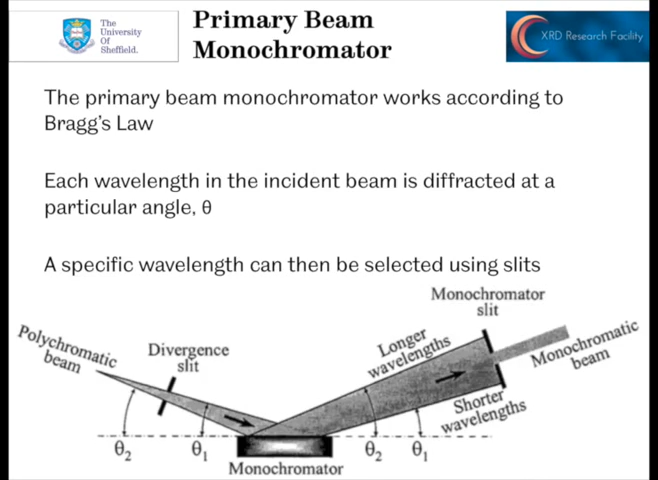 The
University
Of
Sheffield.
Primary Beam
Monochromator
XRD Research Facility
The primary beam monochromator works according to
Bragg's Law
Each wavelength in the incident beam is diffracted at a
particular angle, θ
A specific wavelength can then be selected using slits
Monochromator
slit
Polychromatic
beam
Divergence
slit
Longer
wavelengths
Monochromatic
beam
Shorter
wavelengths
θ2
θ1
θ2
θ1
Monochromator